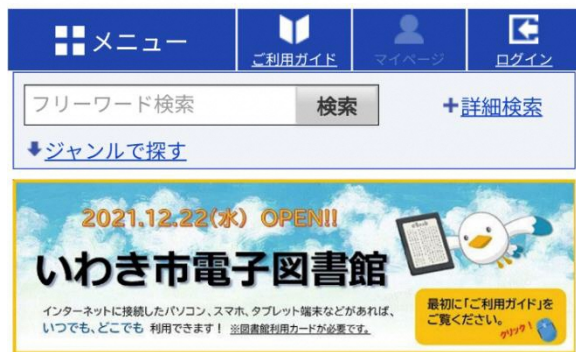 メニュー
ご利用ガイド
マイページ
ログイン
フリーワード検索
検索
+詳細検索
ジャンルで探す
2021.12.22(水) OPEN!!
いわき市電子図書館
インターネットに接続したパソコン、スマホ、タブレット端末などがあれば、
いつでも、どこでも 利用できます! ※図書館利用カードが必要です。
最初に「ご利用ガイド」を
ご覧ください。
クリック!